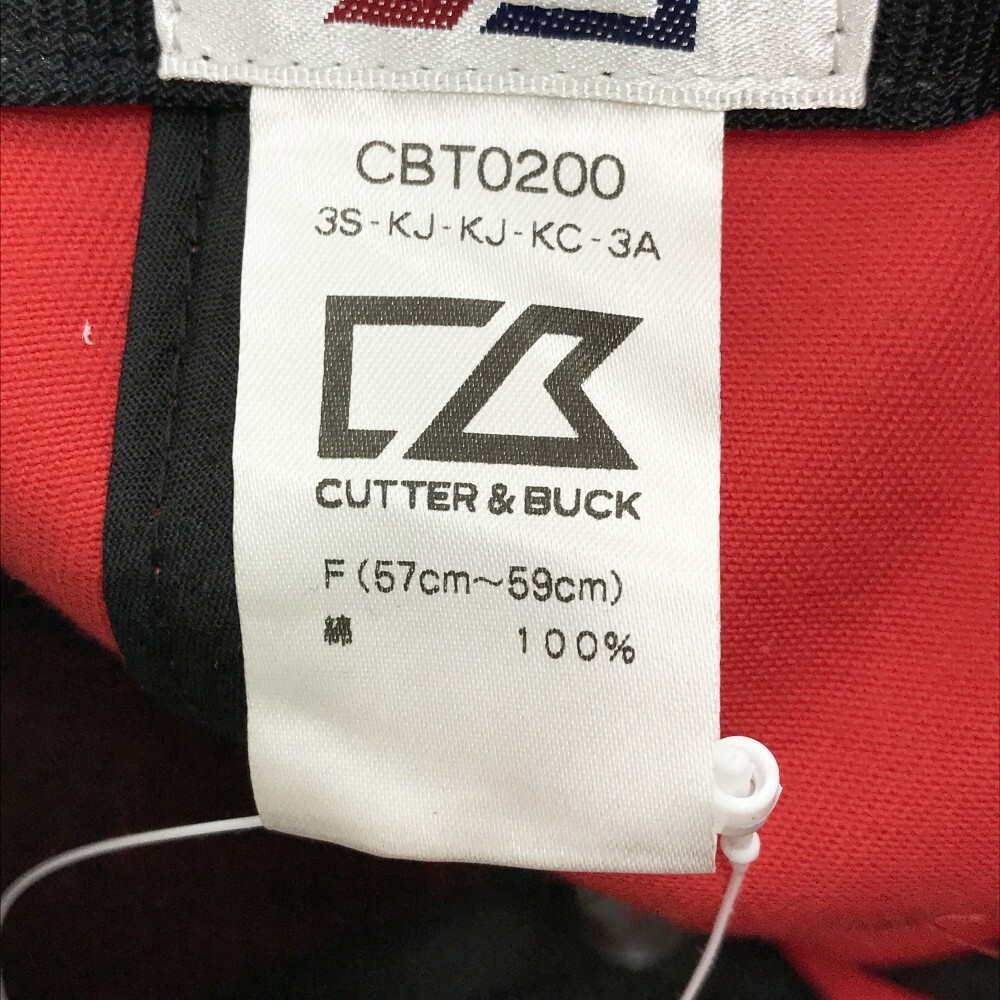 CBT0200
3S-KJ-KJ-KC-3A
CUTTER & BUCK
F(57cm～59cm)
綿 100%